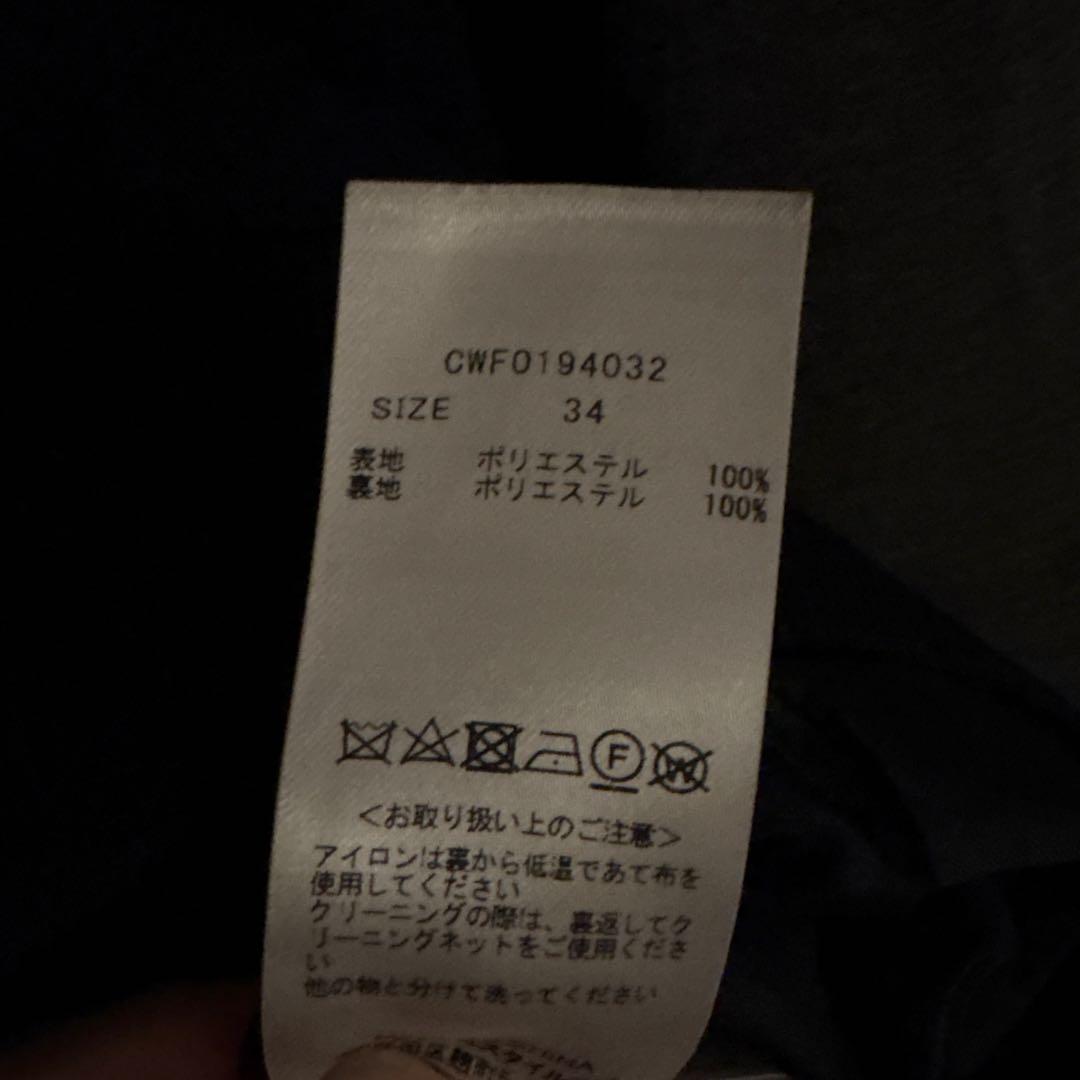 CWF0194032
SIZE 34
表地 ポリエステル 100%
裏地 ポリエステル 100%
F W
<お取り扱い上のご注意>
アイロンは裏から低温であて布を
使用してください
クリーニングの際は、裏返してク
リーニングネットをご使用くださ
い
他の物と分けて洗ってください